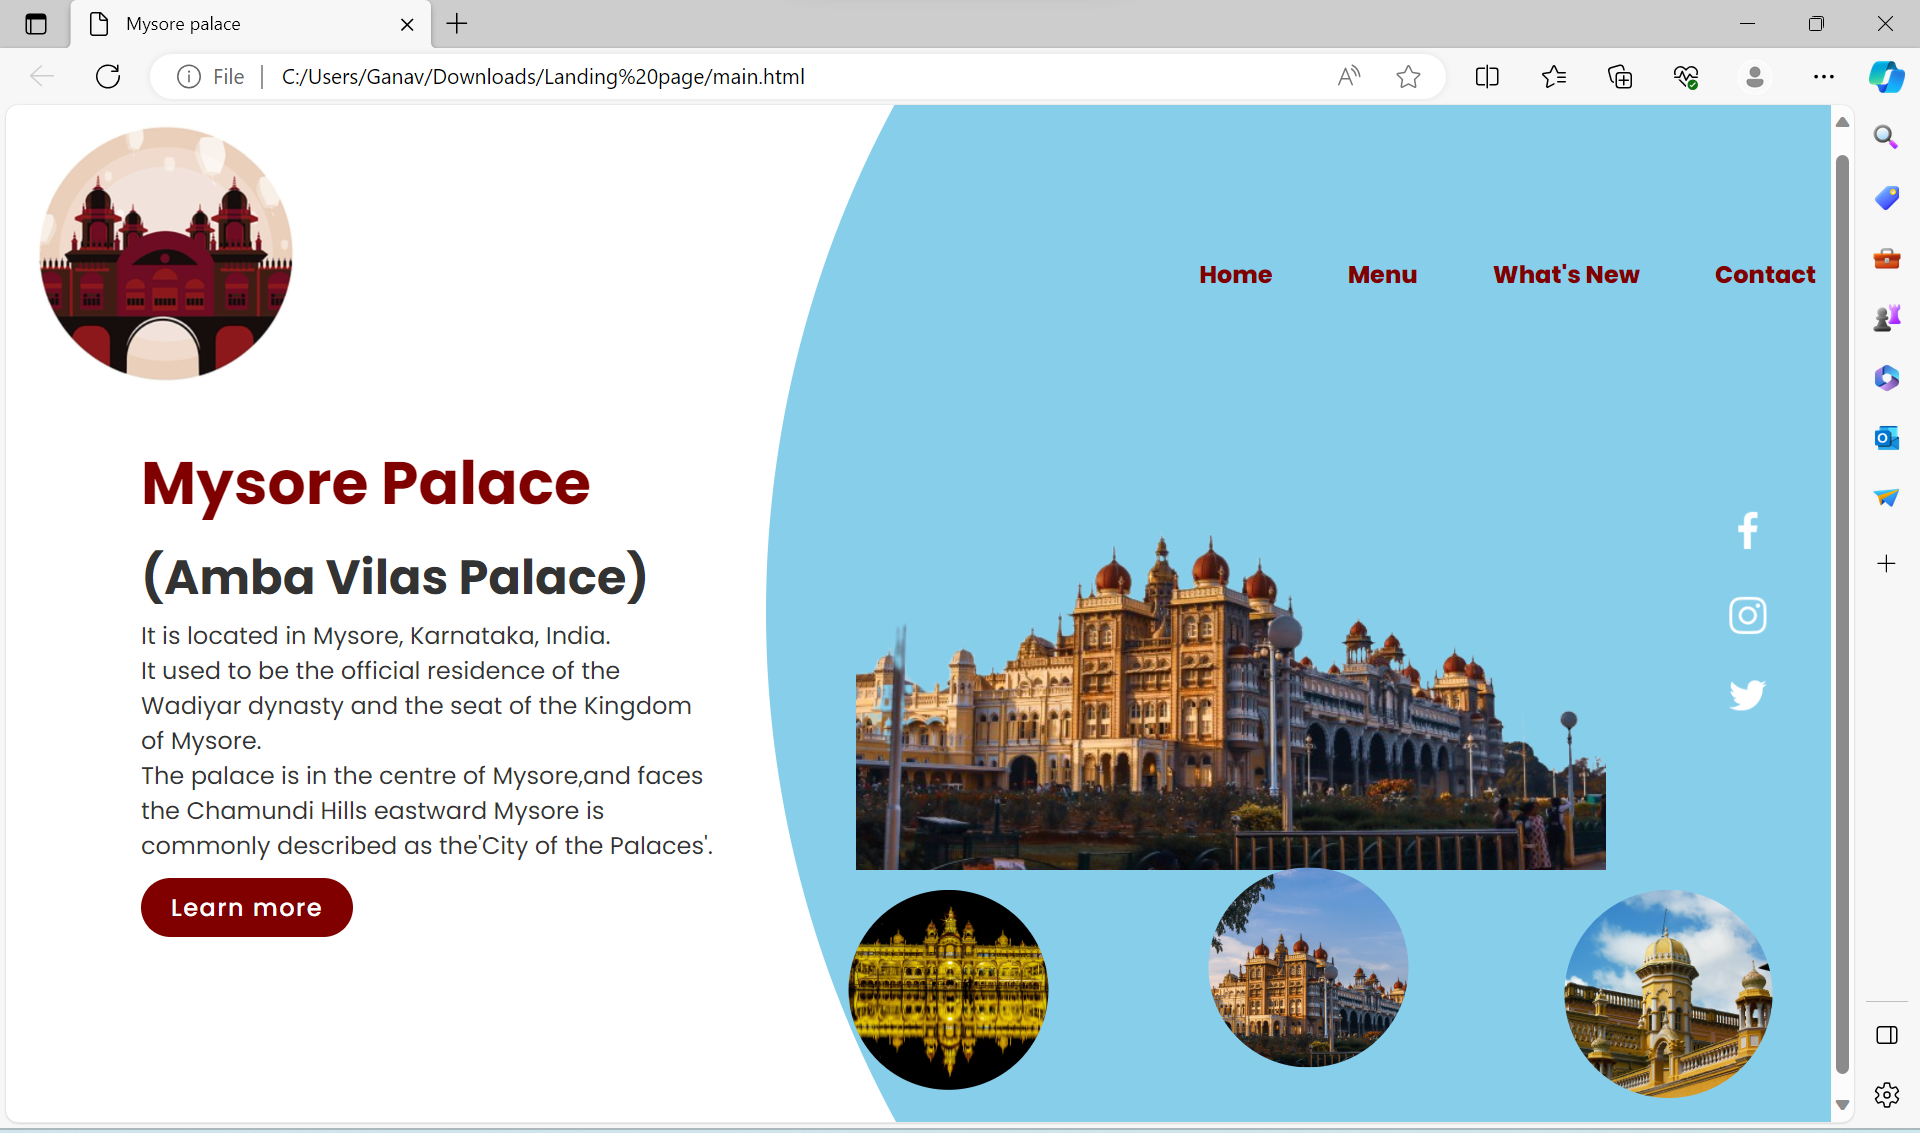 Mysore palace
File
C:/Users/Ganav/Downloads/Landing%20page/main.html
Home Menu What's New Contact
Mysore Palace
(Amba Vilas Palace)
It is located in Mysore, Karnataka, India.
It used to be the official residence of the
Wadiyar dynasty and the seat of the Kingdom
of Mysore.
The palace is in the centre of Mysore,and faces
the Chamundi Hills eastward Mysore is
commonly described as the'City of the Palaces'.
Learn more